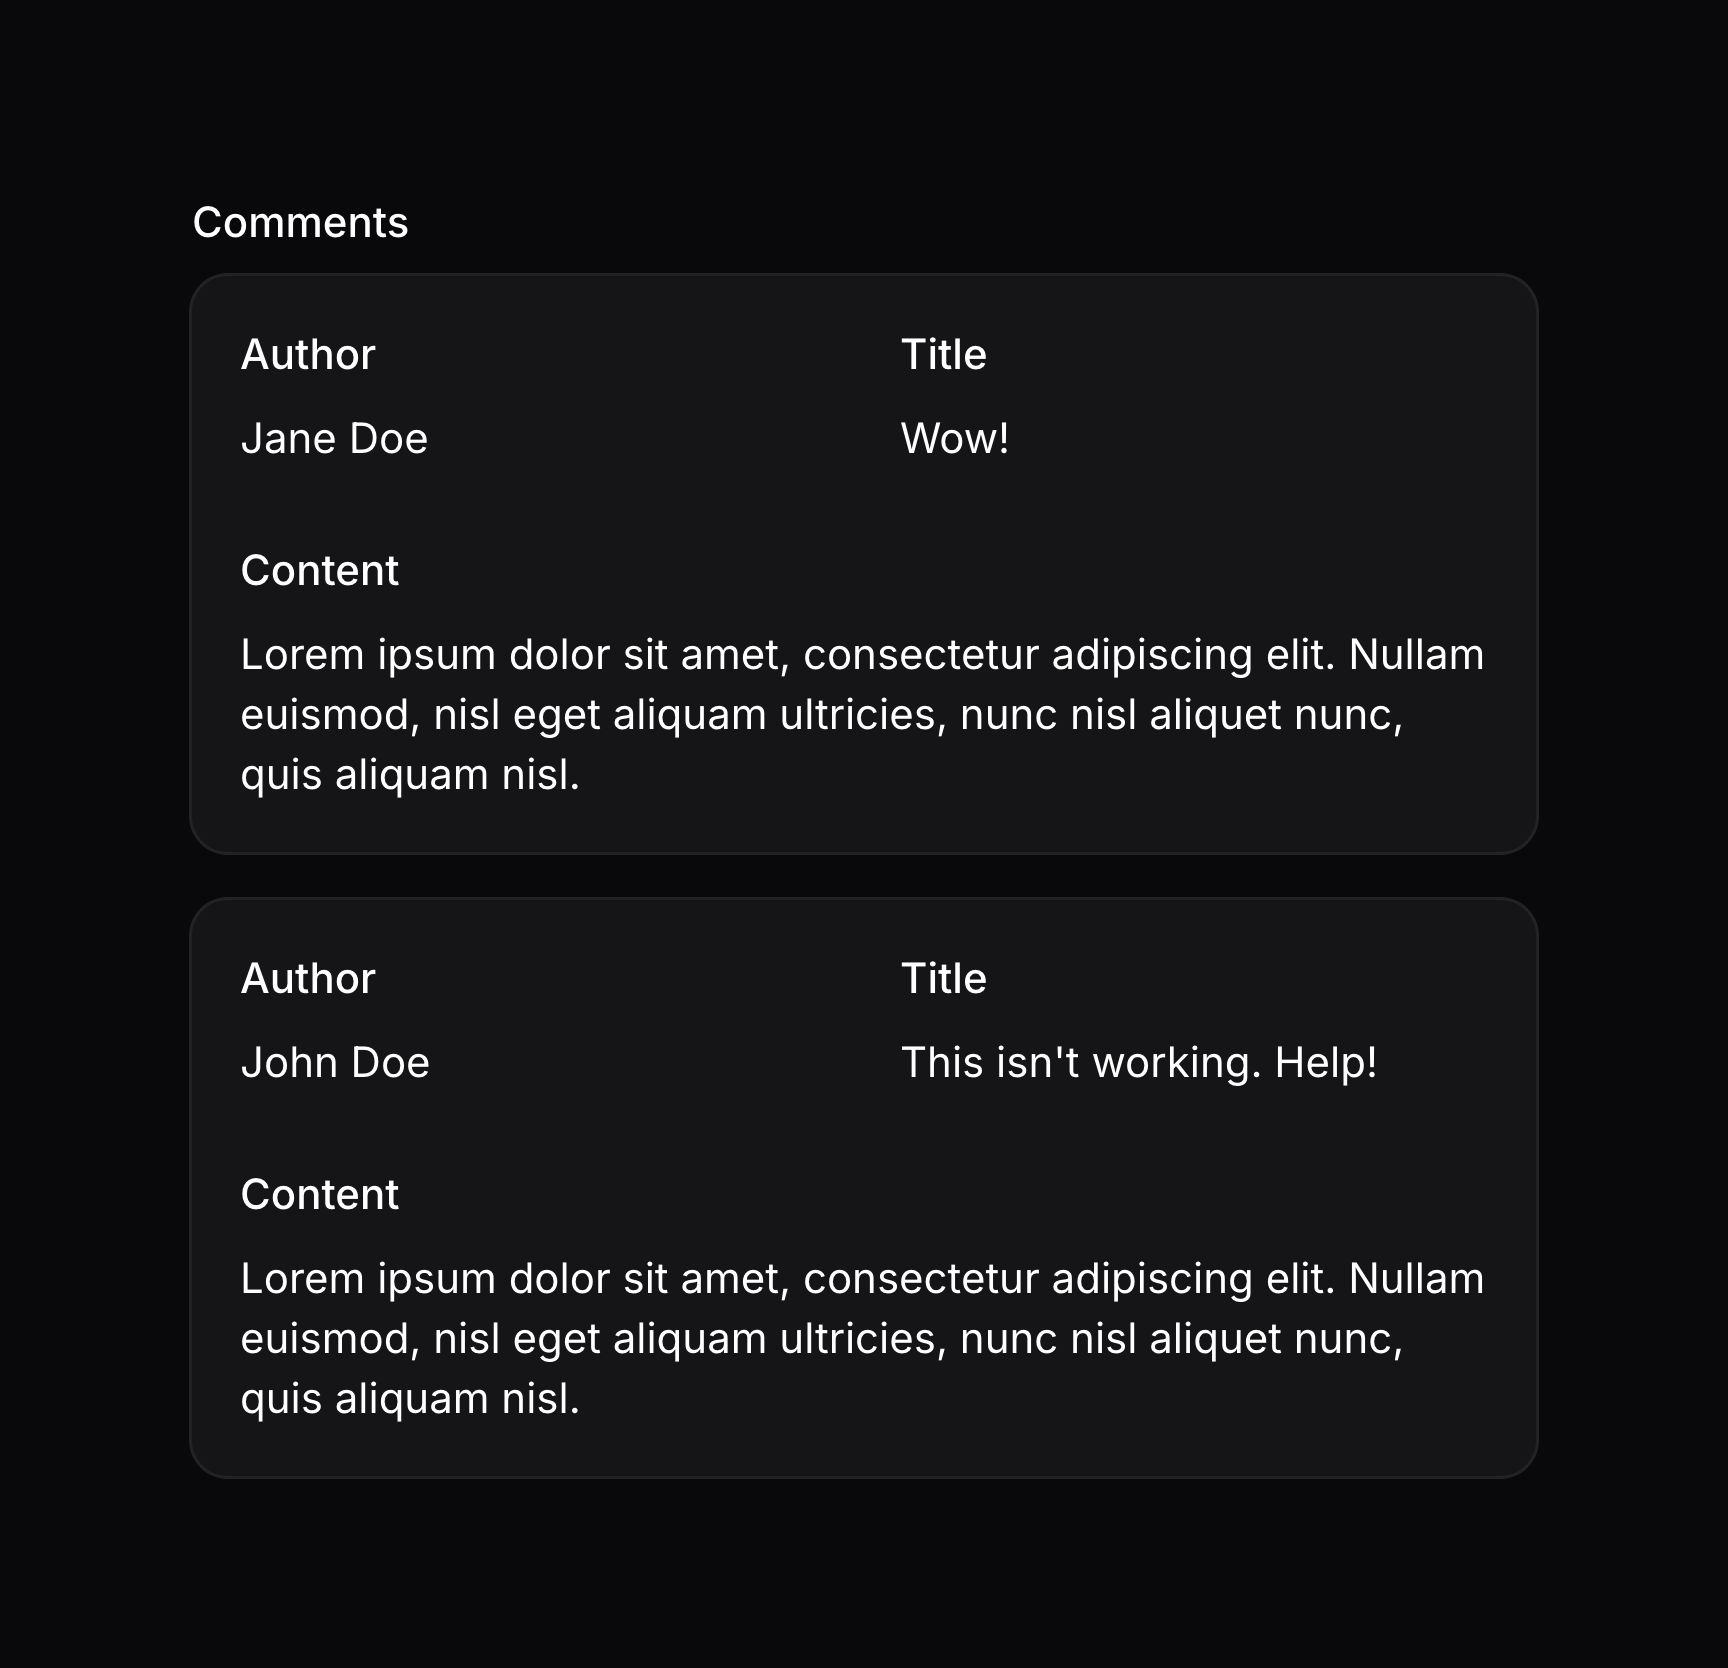 Comments
Author
Title
Jane Doe
Wow!
Content
Lorem ipsum dolor sit amet, consectetur adipiscing elit. Nullam
euismod, nisl eget aliquam ultricies, nunc nisl aliquet nunc,
quis aliquam nisl.
Author
Title
John Doe
This isn't working. Help!
Content
Lorem ipsum dolor sit amet, consectetur adipiscing elit. Nullam
euismod, nisl eget aliquam ultricies, nunc nisl aliquet nunc,
quis aliquam nisl.